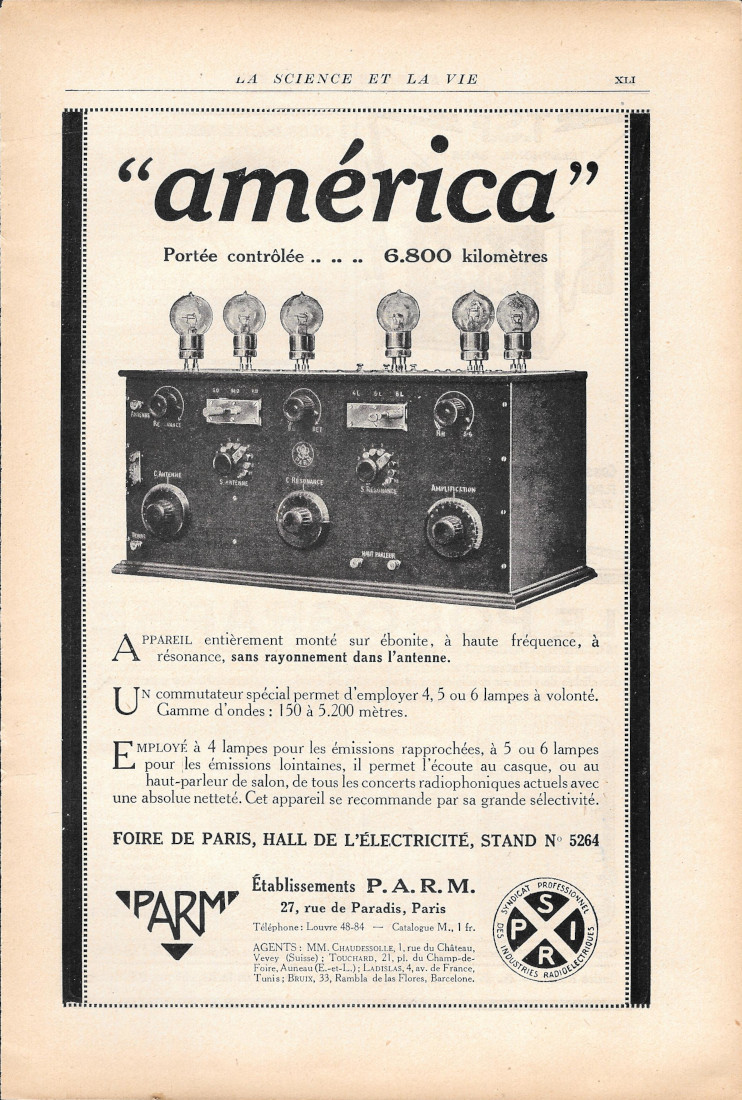 LA SCIENCE ET LA VIE XLI
“américa”
Portée contrôlée .. .. .. 6.800 kilomètres
4L 5L 6L
ANTENNE
C. ANTENNE
S. ANTENNE
C. RÉSONANCE
S. RÉSONANCE
AMPLIFICATION
HAUT PARLEUR
APPAREIL entièrement monté sur ébonite, à haute fréquence, à
résonance, sans rayonnement dans l'antenne.
UN commutateur spécial permet d'employer 4, 5 ou 6 lampes à volonté.
Gamme d'ondes : 150 à 5.200 mètres.
EMPLOYÉ à 4 lampes pour les émissions rapprochées, à 5 ou 6 lampes
pour les émissions lointaines, il permet l'écoute au casque, ou au
haut-parleur de salon, de tous les concerts radiophoniques actuels avec
une absolue netteté. Cet appareil se recommande par sa grande sélectivité.
FOIRE DE PARIS, HALL DE L'ÉLECTRICITÉ, STAND No 5264
PARM
Établissements P.A.R.M.
27, rue de Paradis, Paris
Téléphone : Louvre 48-84 — Catalogue M., 1 fr.
AGENTS : MM. CHAUDESSOLLE, 1, rue du Château,
Vevey (Suisse) ; TOUCHARD, 21, pl. du Champ-de-
Foire, Auneau (E.-et-L.) ; LADISLAS, 4, av. de France,
Tunis ; BRUIX, 33, Rambla de las Flores, Barcelone.
SYNDICAT PROFESSIONNEL
DES INDUSTRIES RADIOÉLECTRIQUES
S
P I
R